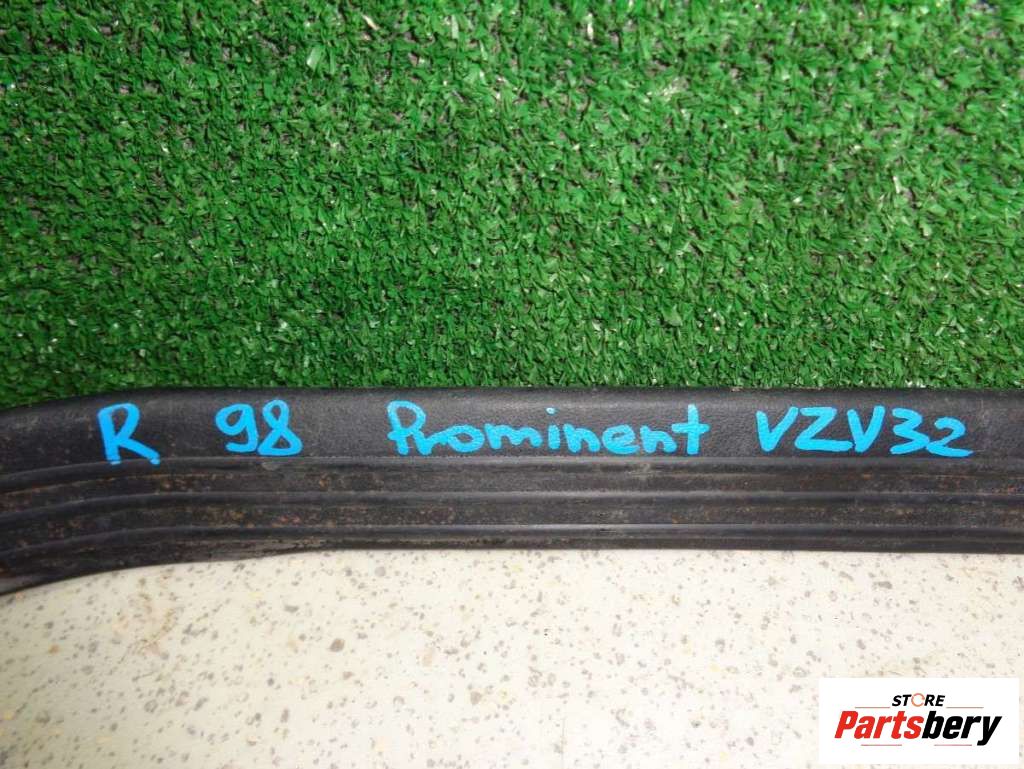 R 98 Prominent VZV32
STORE
Partsbery